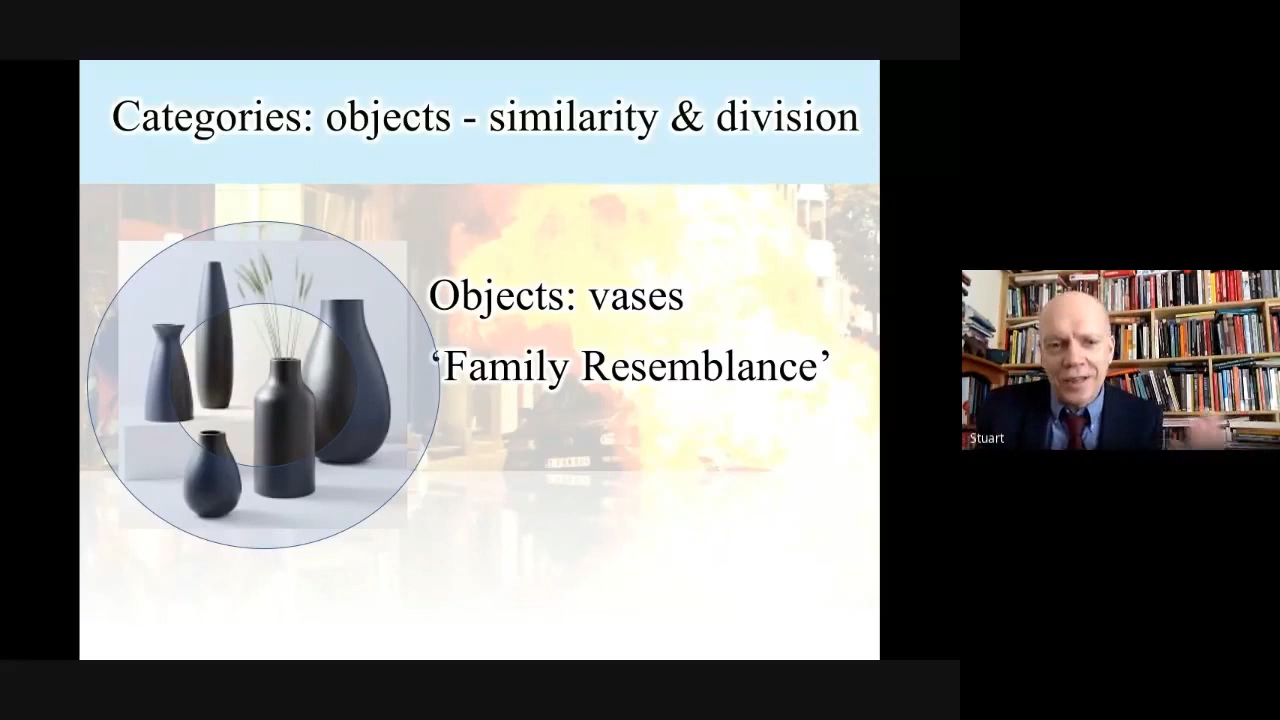 Categories: objects - similarity & division
Objects: vases
‘Family Resemblance’
Stuart